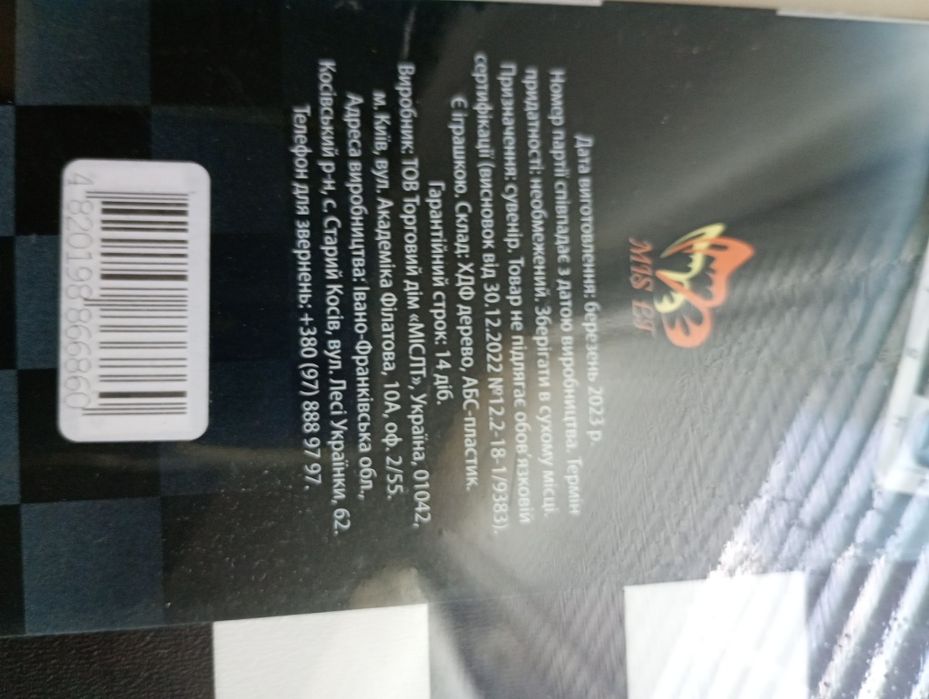 MIS EH
Дата виготовлення: березень 2023 р.
Номер партії співпадає з датою виробництва. Термін
придатності: необмежений. Зберігати в сухому місці.
Призначення: сувенір. Товар не підлягає обов'язковій
сертифікації (висновок від 30.12.2022 №12.2-18-1/9383).
Є іграшкою. Склад: ХДФ дерево, АБС-пластик.
Гарантійний строк: 14 діб.
Виробник: ТОВ Торговий дім «МІСПТ», Україна, 01042,
м. Київ, вул. Академіка Філатова, 10А, оф. 2/55.
Адреса виробництва: Івано-Франківська обл.,
Косівський р-н, с. Старий Косів, вул. Лесі Українки, 62.
Телефон для звернень: +380 (97) 888 97 97.
4 820198 866860